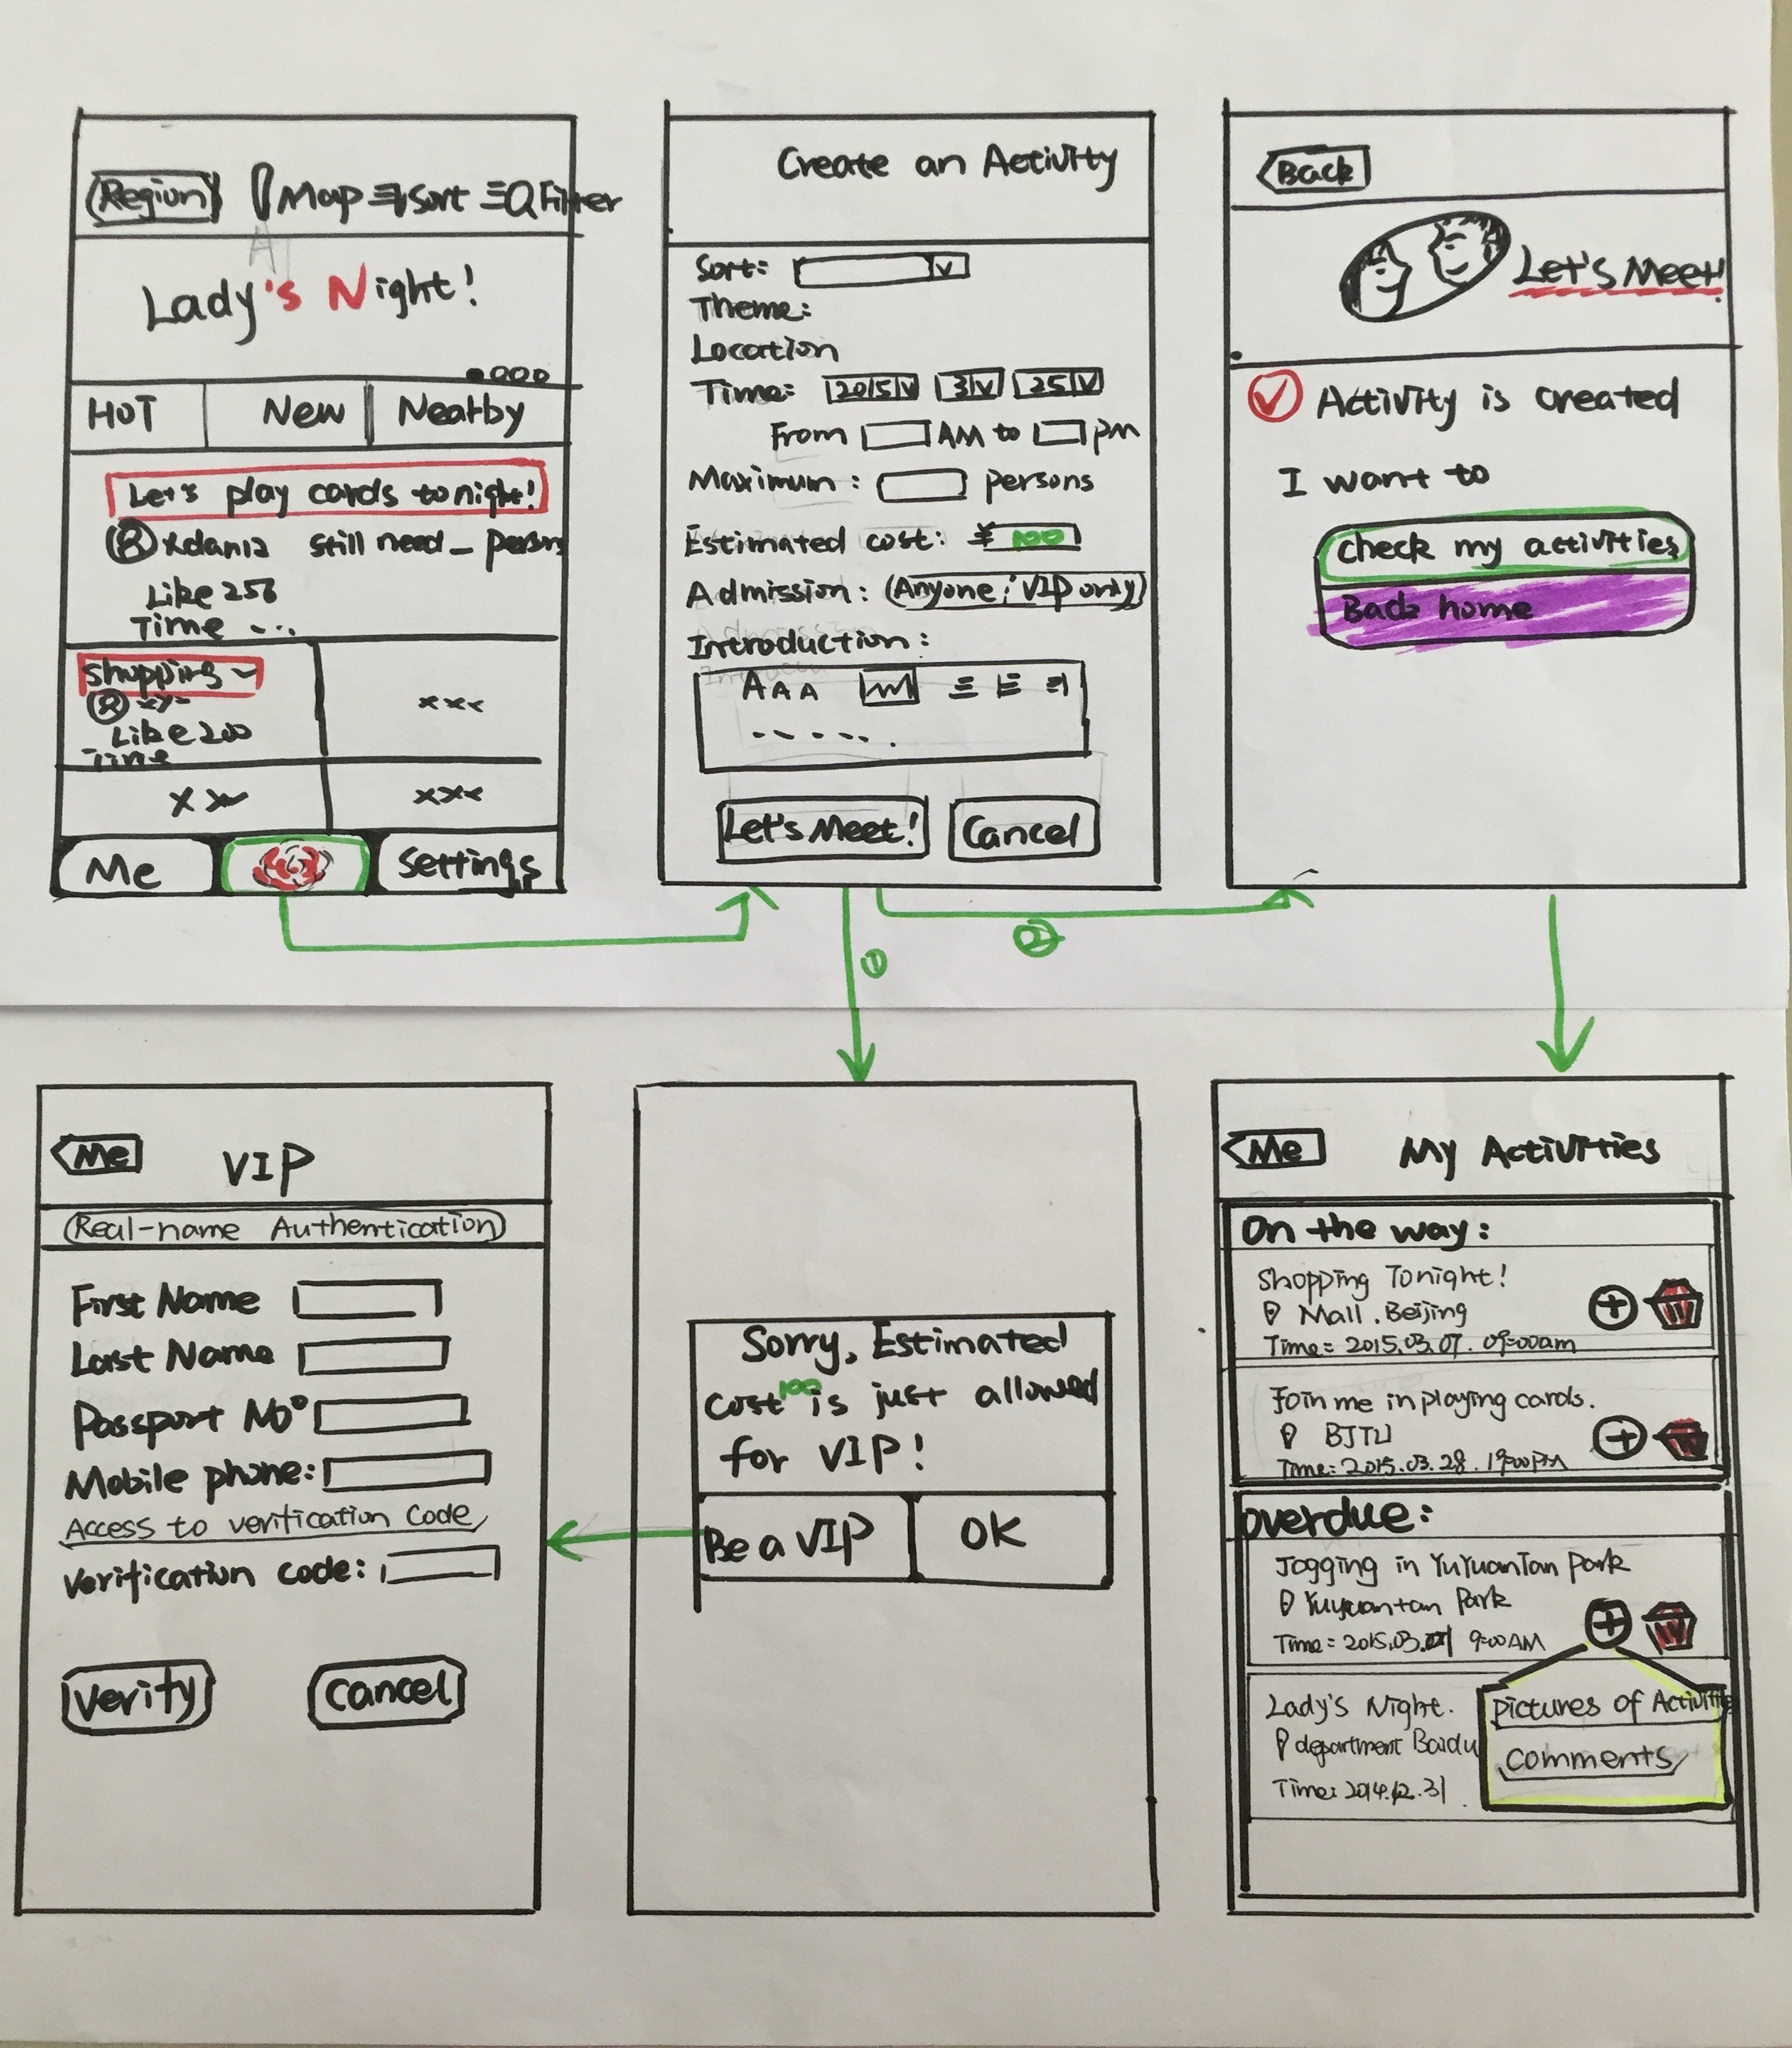 Region Map Sort Filter
Lady's Night!
HOT New Nearby
Let's play cards tonight!
still need _ person
Like 256
Time ...
Shopping
Like 200
Time
xxx
xxx
Me Settings
Create an Activity
Sort: v
Theme:
Location
Time: 2015 v 3 v 25 v
From AM to pm
Maximum: persons
Estimated cost: ¥ 100
Admission: (Anyone; VIP only)
Introduction:
A A A
......
Let's Meet! Cancel
Back
Let's Meet!
Activity is created
I want to
check my activities
Back home
①
②
Me VIP
Real-name Authentication
First Name
Last Name
Passport No
Mobile phone:
Access to verification code
Verification code:
Verity Cancel
Sorry, Estimated
cost 100 is just allowed
for VIP!
Be a VIP OK
Me My Activities
On the way:
Shopping Tonight!
Mall. Beijing
Time: 2015.03.07. 09:00am
Join me in playing cards.
BJTU
Time: 2015.03.28. 19:00PM
overdue:
Jogging in YuYuanTan Park
Yuyuantan Park
Time: 2015.03. 9:00AM
Lady's Night.
department Baidu
Time: 2014.12.31
Pictures of Activities
comments